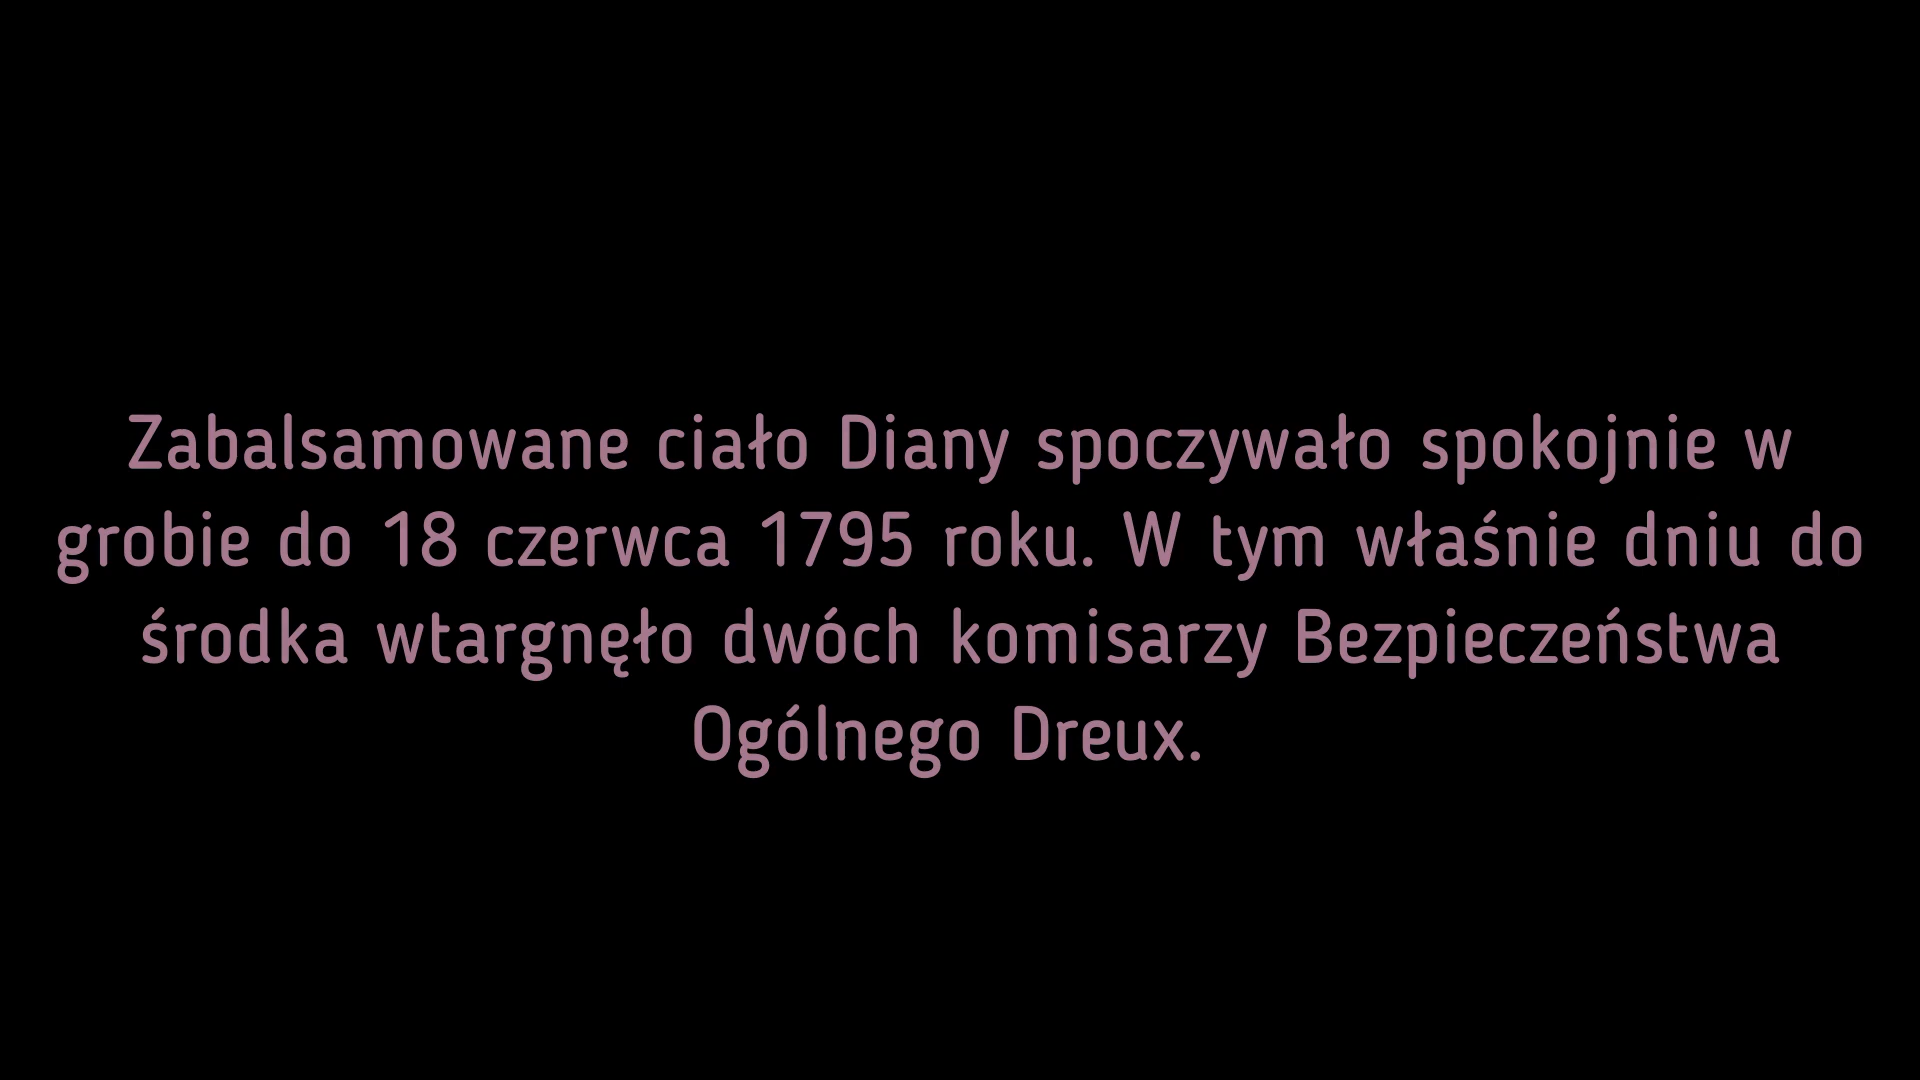 Zabalsamowane ciało Diany spoczywało spokojnie w
grobie do 18 czerwca 1795 roku. W tym właśnie dniu do
środka wtargnęło dwóch komisarzy Bezpieczeństwa
Ogólnego Dreux.